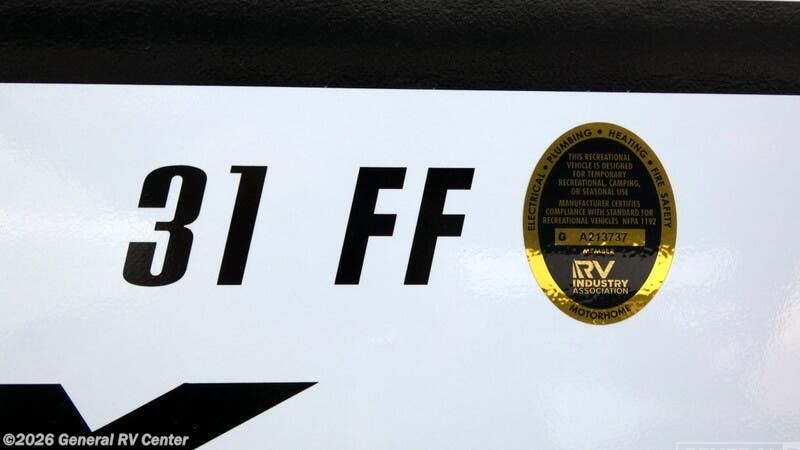 31 FF
ELECTRICAL • PLUMBING • HEATING • FIRE SAFETY
THIS RECREATIONAL
VEHICLE IS DESIGNED
FOR TEMPORARY
RECREATIONAL, CAMPING,
OR SEASONAL USE
MANUFACTURER CERTIFIES
COMPLIANCE WITH STANDARD FOR
RECREATIONAL VEHICLES NFPA 1192
G A213737
MEMBER
RV
INDUSTRY
ASSOCIATION
MOTORHOME
©2026 General RV Center